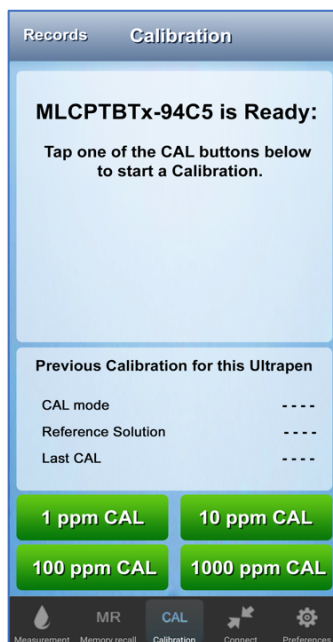 Records Calibration
MLCPTBTx-94C5 is Ready:
Tap one of the CAL buttons below
to start a Calibration.
Previous Calibration for this Ultrapen
CAL mode - - - -
Reference Solution - - - -
Last CAL - - - -
1 ppm CAL 10 ppm CAL
100 ppm CAL 1000 ppm CAL
MR CAL
Measurement Memory recall Calibration Connect Preferences